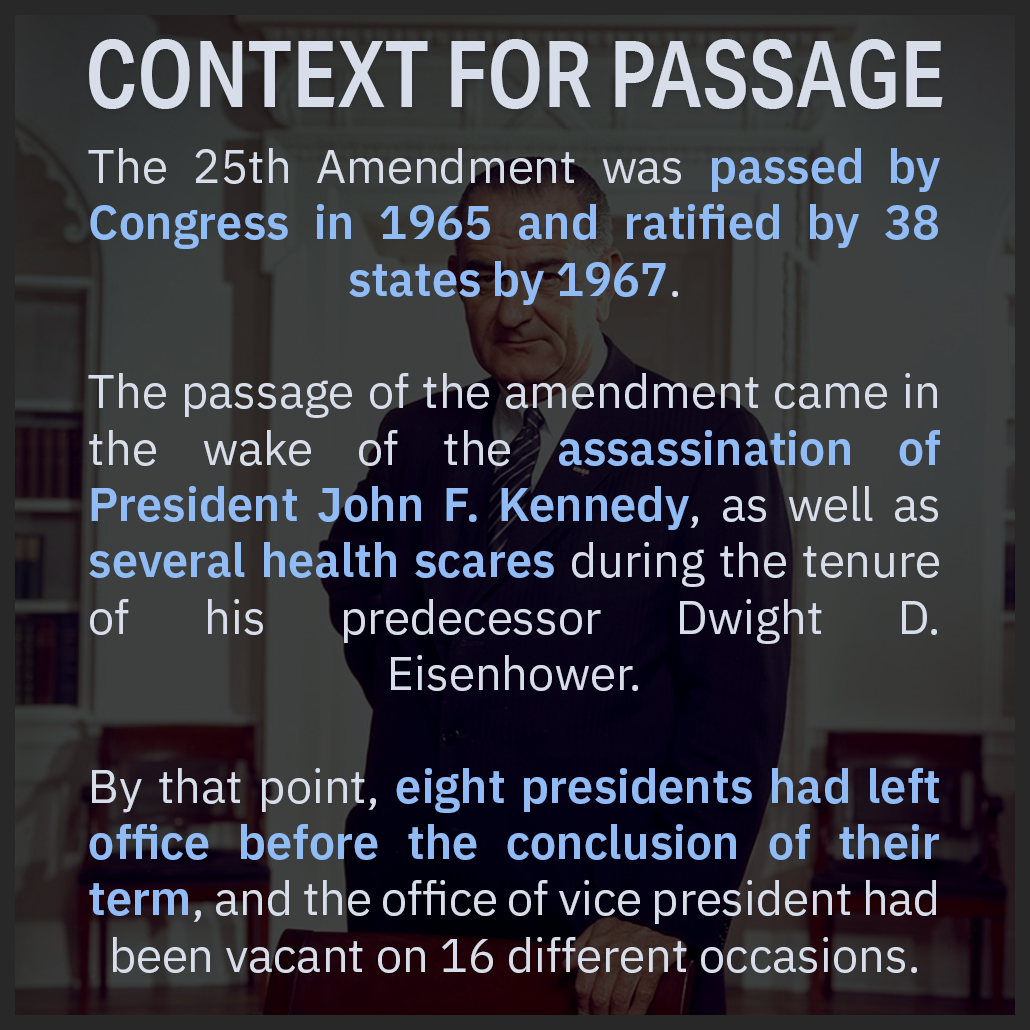 CONTEXT FOR PASSAGE
The 25th Amendment was passed by
Congress in 1965 and ratified by 38
states by 1967.
The passage of the amendment came in
the wake of the assassination of
President John F. Kennedy, as well as
several health scares during the tenure
of his predecessor Dwight D.
Eisenhower.
By that point, eight presidents had left
office before the conclusion of their
term, and the office of vice president had
been vacant on 16 different occasions.